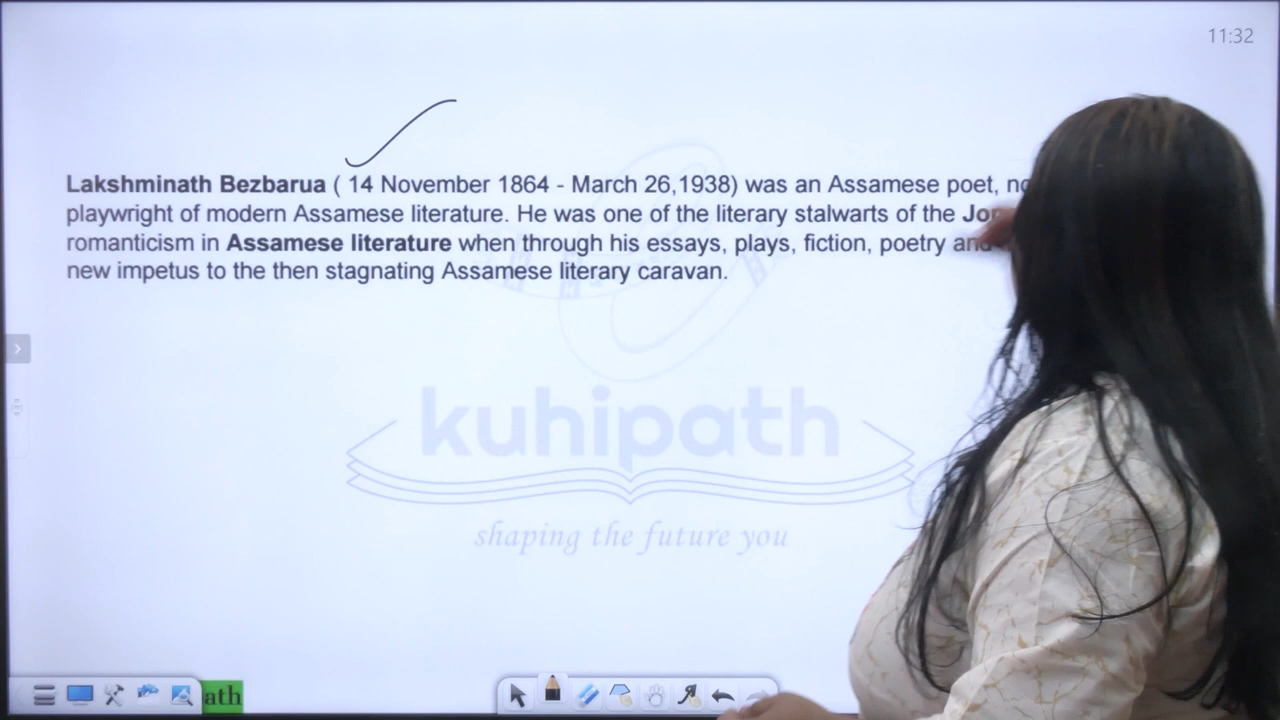 11:32
Lakshminath Bezbarua ( 14 November 1864 - March 26,1938) was an Assamese poet,
playwright of modern Assamese literature. He was one of the literary stalwarts of the
romanticism in Assamese literature when through his essays, plays, fiction, poetry and
new impetus to the then stagnating Assamese literary caravan.
kuhipath
shaping the future you
ath